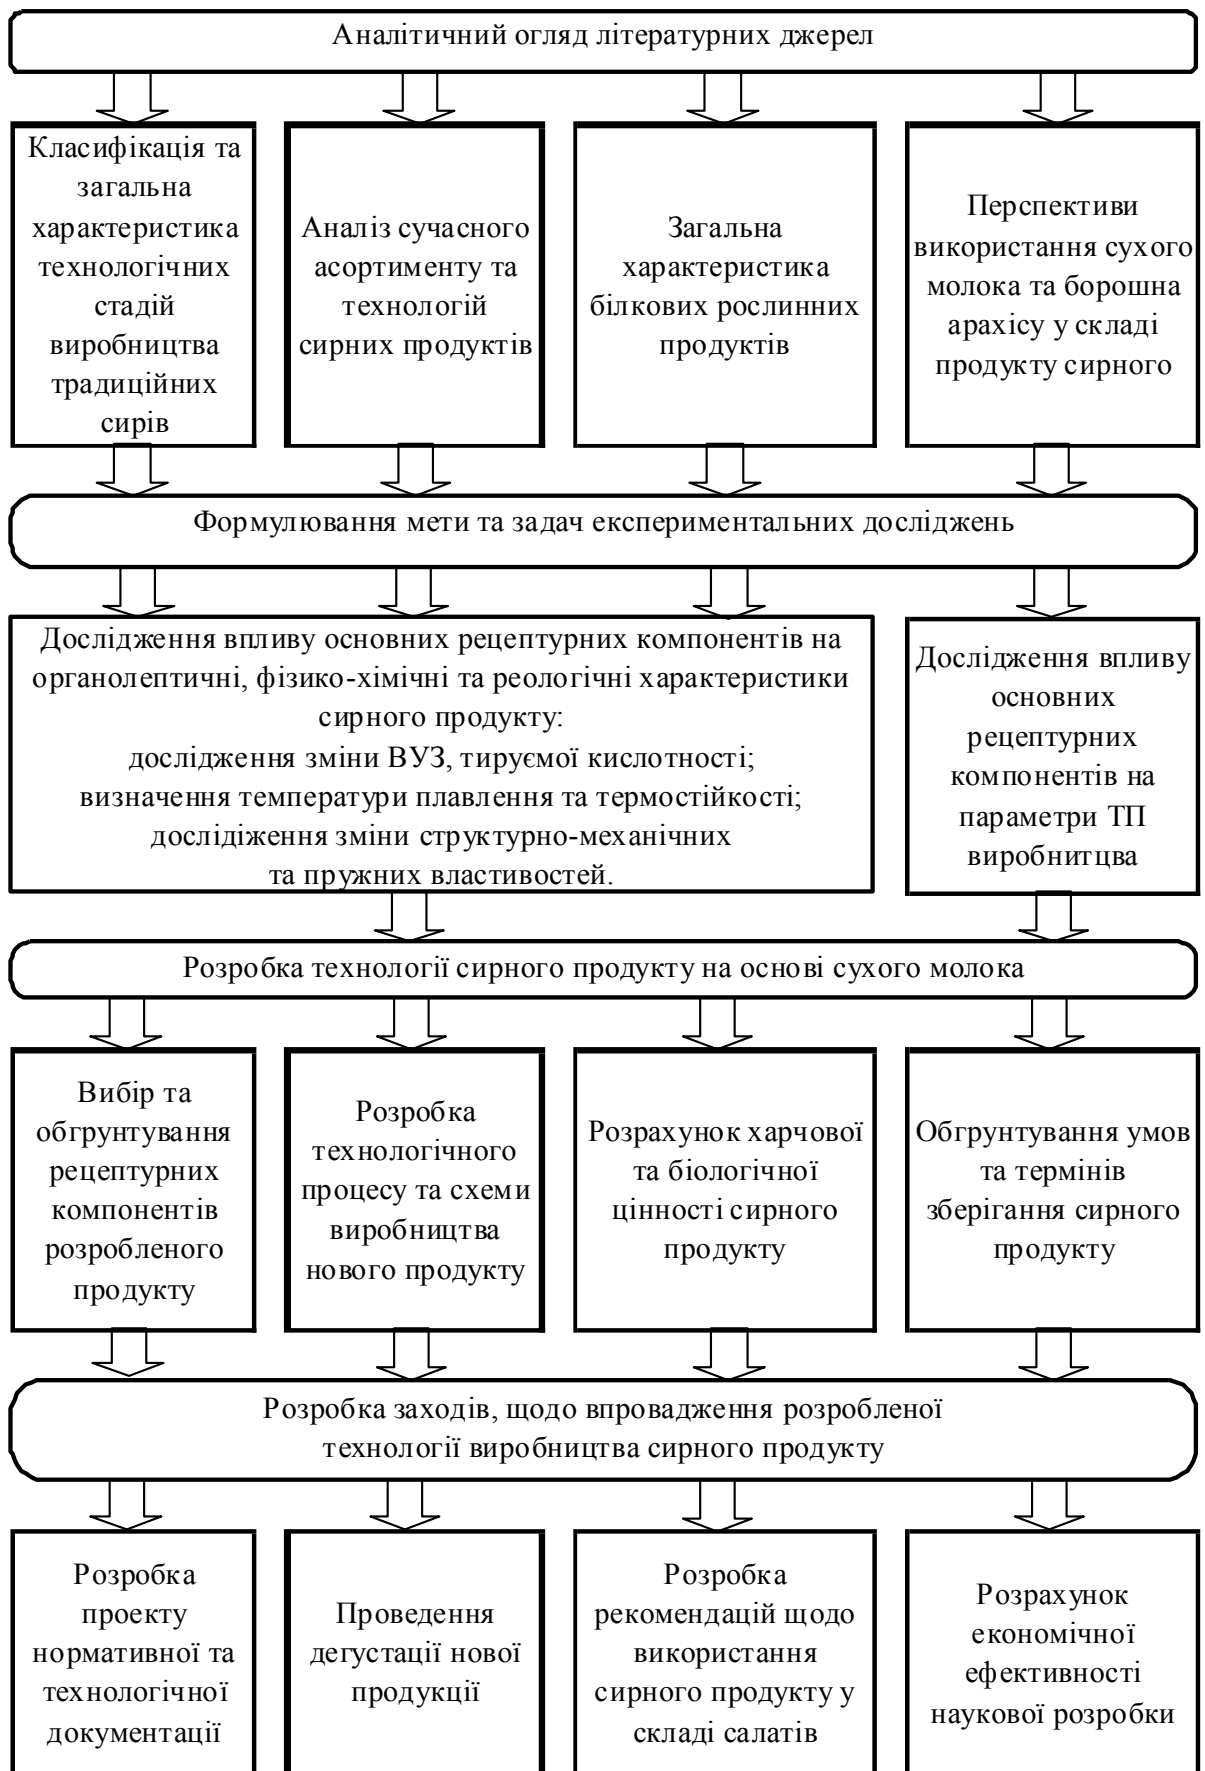 Аналітичний огляд літературних джерел
Класифікація та
загальна
характеристика
технологічних
стадій
виробництва
традиційних
сирів
Аналіз сучасного
асортименту та
технологій
сирних продуктів
Загальна
характеристика
білкових рослинних
продуктів
Перспективи
використання сухого
молока та борошна
арахісу у складі
продукту сирного
Формулювання мети та задач експериментальних досліджень
Дослідження впливу основних рецептурних компонентів на
органолептичні, фізико-хімічні та реологічні характеристики
сирного продукту:
дослідження зміни ВУЗ, тируємої кислотності;
визначення температури плавлення та термостійкості;
дослідіження зміни структурно-механічних
та пружних властивостей.
Дослідження впливу
основних
рецептурних
компонентів на
параметри ТП
виробнитцва
Розробка технології сирного продукту на основі сухого молока
Вибір та
обгрунтування
рецептурних
компонентів
розробленого
продукту
Розробка
технологічного
процесу та схеми
виробництва
нового продукту
Розрахунок харчової
та біологічної
цінності сирного
продукту
Обгрунтування умов
та термінів
зберігання сирного
продукту
Розробка заходів, щодо впровадження розробленої
технології виробництва сирного продукту
Розробка
проекту
нормативної та
технологічної
документації
Проведення
дегустації нової
продукції
Розробка
рекомендацій щодо
використання
сирного продукту у
складі салатів
Розрахунок
економічної
ефективності
наукової розробки